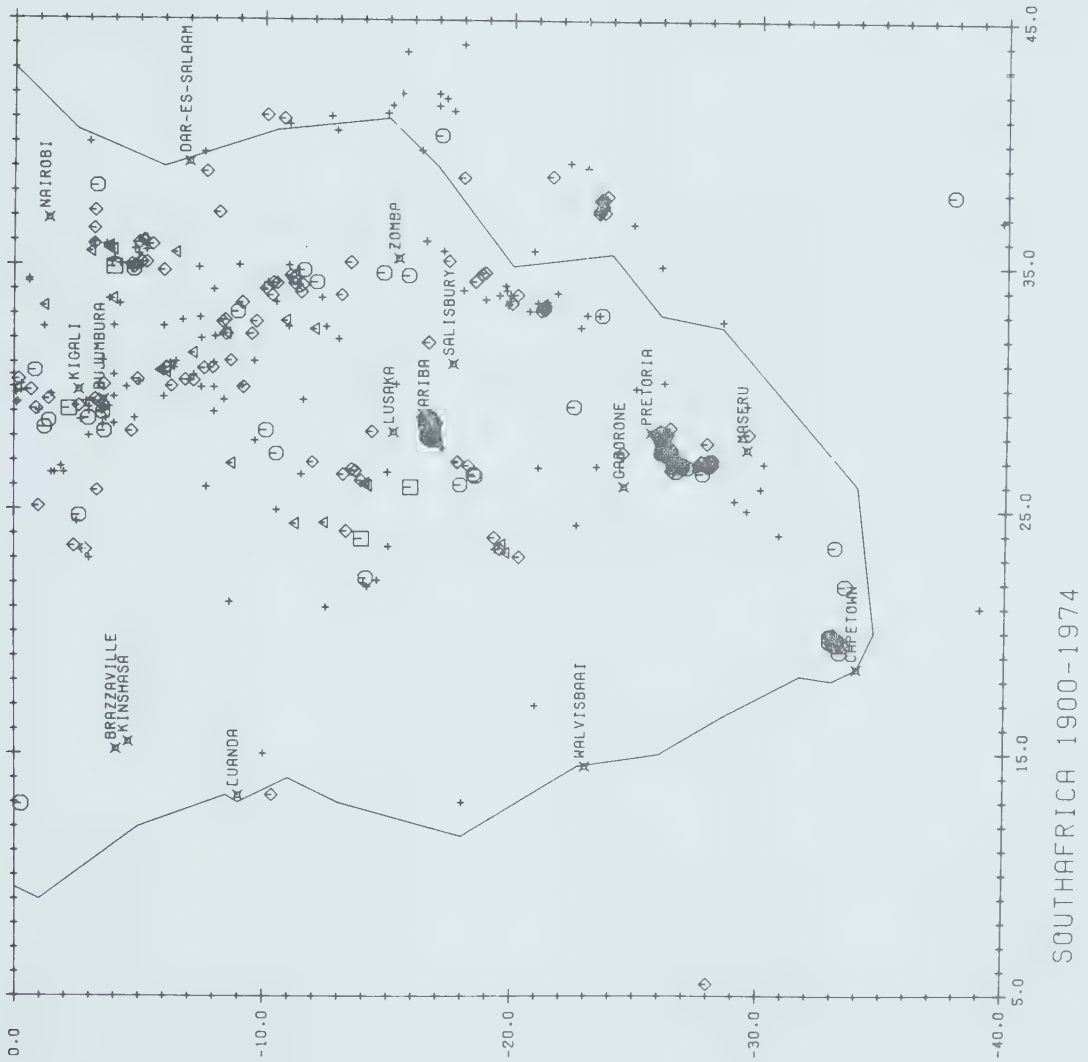 SOUTHAFRICA 1900-1974
0.0
-10.0
-20.0
-30.0
-40.0
5.0
15.0
25.0
35.0
45.0
NAIROBI
DAR-ES-SALAAM
KIGALI
BUJUMBURA
ZOMBA
SALISBURY
LUSAKA
ARIBA
BRAZZAVILLE
KINSHASA
LUANDA
PRETORIA
GABORONE
MASERU
WALVISBAAI
CAPETOWN